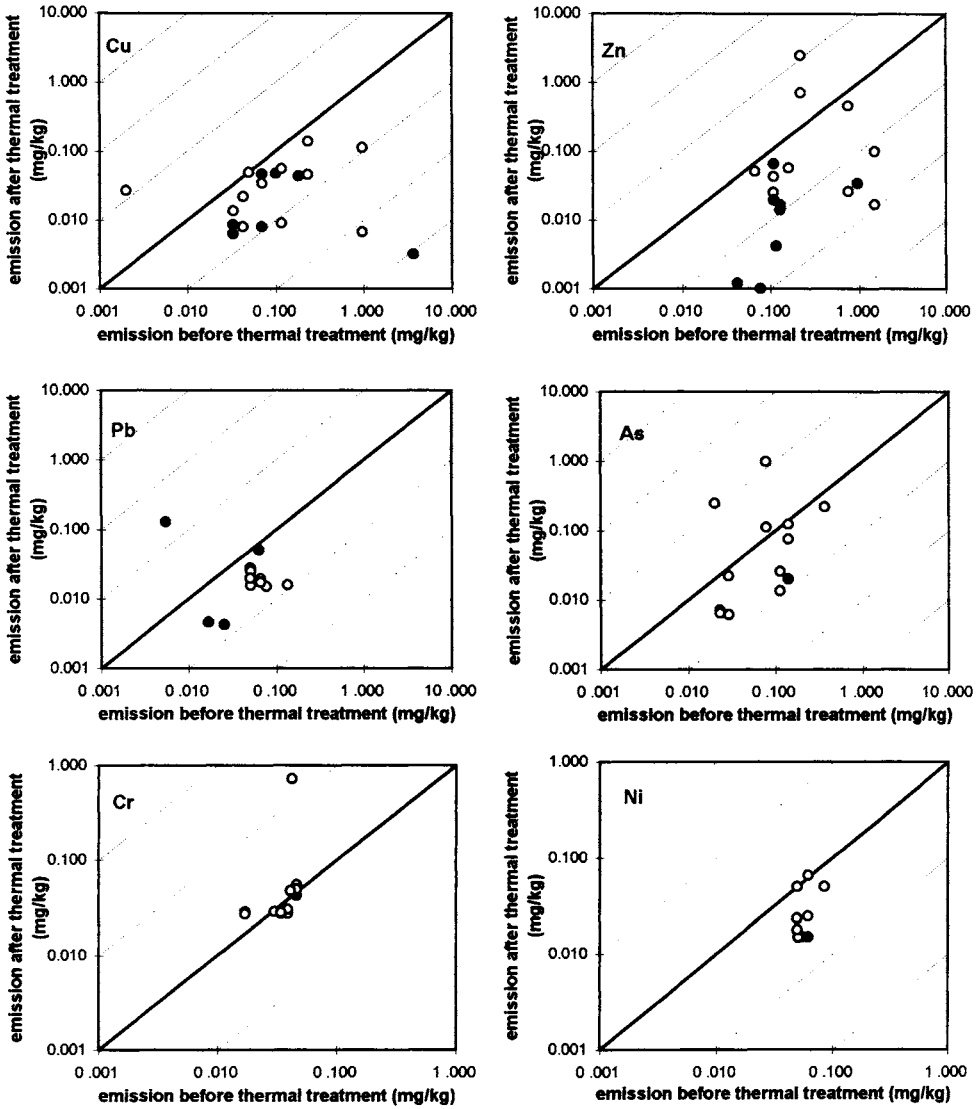 10.000
1.000
0.100
0.010
0.001
Cu
emission after thermal treatment
(mg/kg)
0.001 0.010 0.100 1.000 10.000
emission before thermal treatment (mg/kg)
10.000
1.000
0.100
0.010
0.001
Zn
emission after thermal treatment
(mg/kg)
0.001 0.010 0.100 1.000 10.000
emission before thermal treatment (mg/kg)
10.000
1.000
0.100
0.010
0.001
Pb
emission after thermal treatment
(mg/kg)
0.001 0.010 0.100 1.000 10.000
emission before thermal treatment (mg/kg)
10.000
1.000
0.100
0.010
0.001
As
emission after thermal treatment
(mg/kg)
0.001 0.010 0.100 1.000 10.000
emission before thermal treatment (mg/kg)
1.000
0.100
0.010
0.001
Cr
emission after thermal treatment
(mg/kg)
0.001 0.010 0.100 1.000
emission before thermal treatment (mg/kg)
1.000
0.100
0.010
0.001
Ni
emission after thermal treatment
(mg/kg)
0.001 0.010 0.100 1.000
emission before thermal treatment (mg/kg)